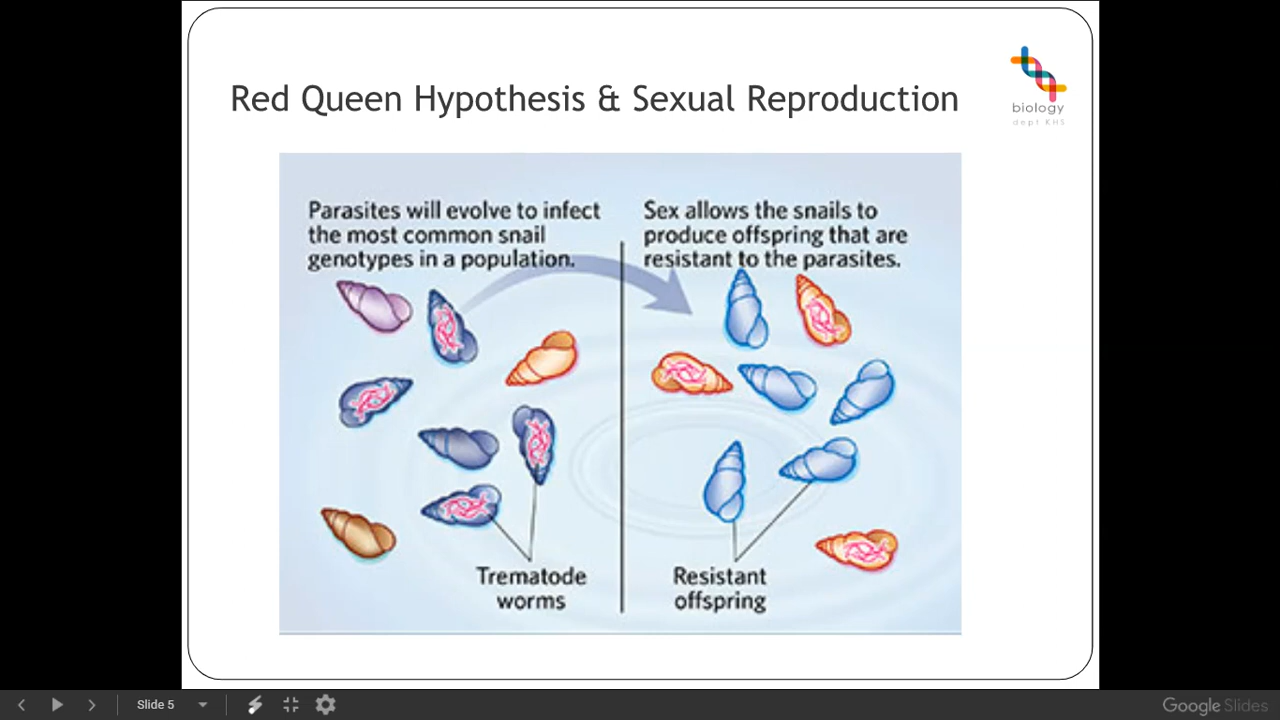 Red Queen Hypothesis & Sexual Reproduction
biology
dept KHS
Parasites will evolve to infect
the most common snail
genotypes in a population.
Sex allows the snails to
produce offspring that are
resistant to the parasites.
Trematode
worms
Resistant
offspring
Slide 5
Google Slides